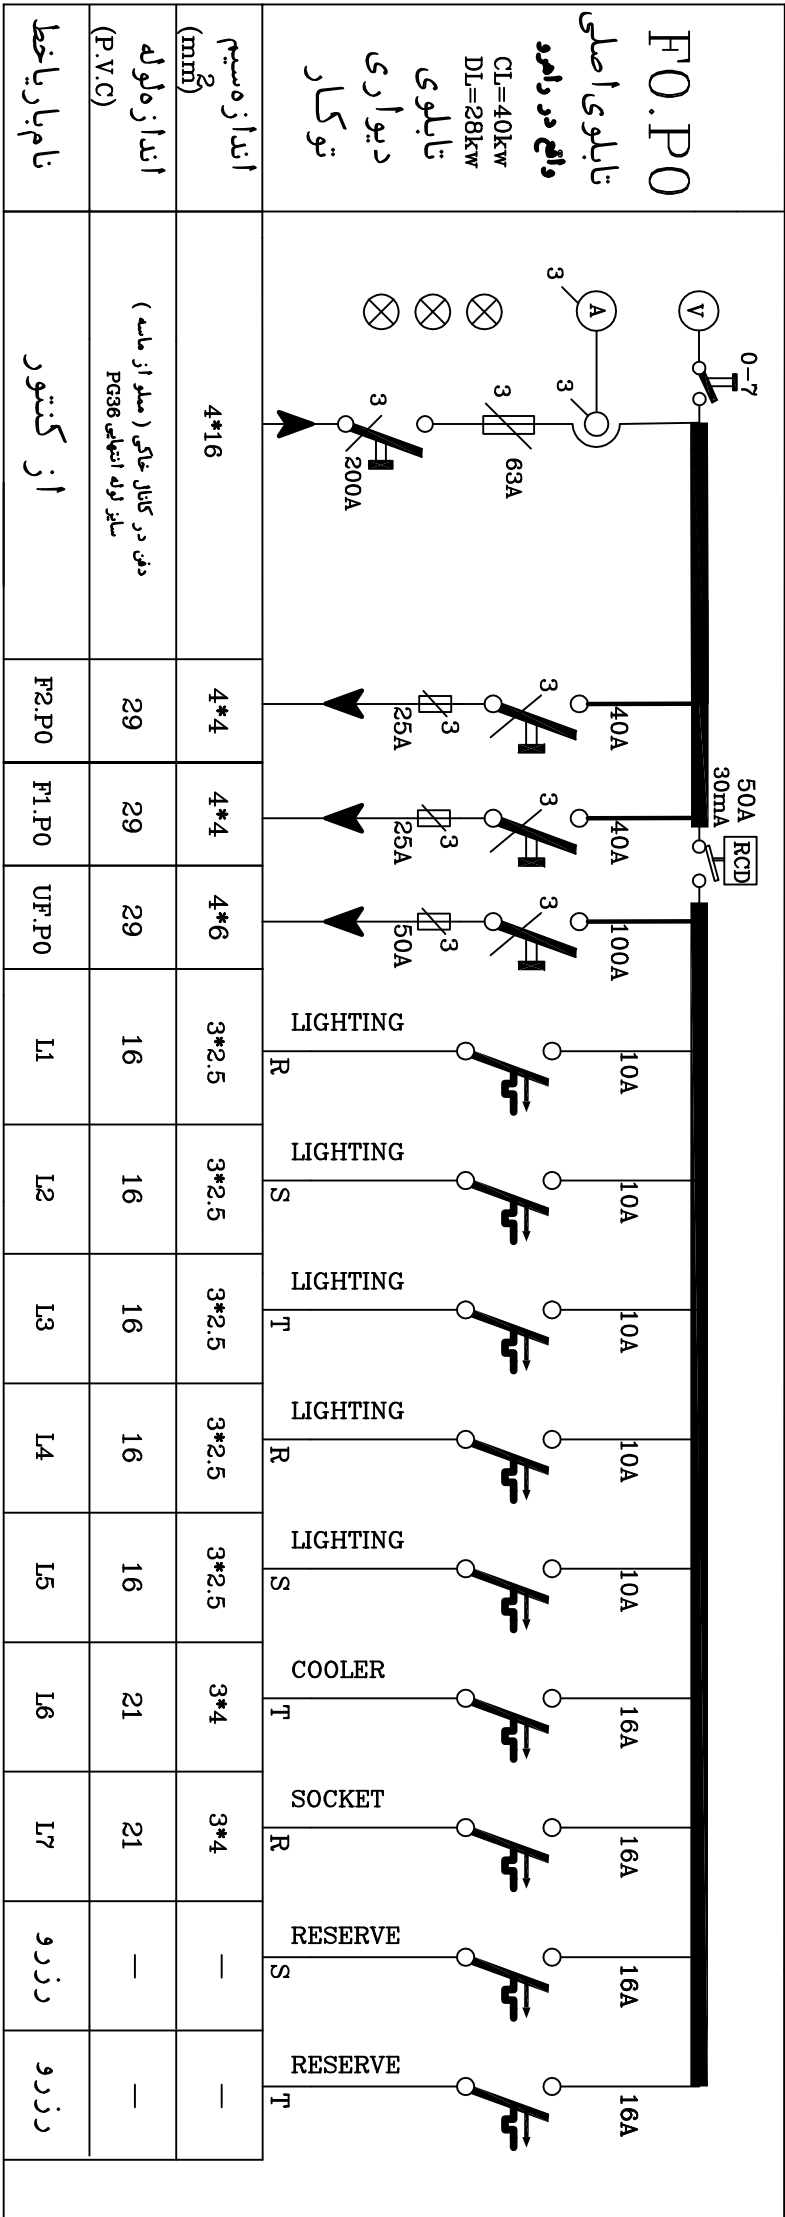 F0.P0
تابلوی اصلی
واقع در راهرو
CL=40kw
DL=28kw
تابلوی
دیواری
توکار
0-7
V
A
3
3
3
63A
3
200A
50A
30mA
RCD
40A
3
3
25A
40A
3
3
25A
100A
3
3
50A
10A
LIGHTING
R
10A
LIGHTING
S
10A
LIGHTING
T
10A
LIGHTING
R
10A
LIGHTING
S
16A
COOLER
T
16A
SOCKET
R
16A
RESERVE
S
16A
RESERVE
T
اندازه سیم
(mm)2
4*16
4*4
4*4
4*6
3*2.5
3*2.5
3*2.5
3*2.5
3*2.5
3*4
3*4
—
—
اندازه لوله
(P.V.C)
دفن در کانال خاکی ( مملو از ماسه )
سایز لوله انتهایی PG36
29
29
29
16
16
16
16
16
21
21
—
—
نام بار یا خط
از کنتور
F2.P0
F1.P0
UF.P0
L1
L2
L3
L4
L5
L6
L7
رزرو
رزرو